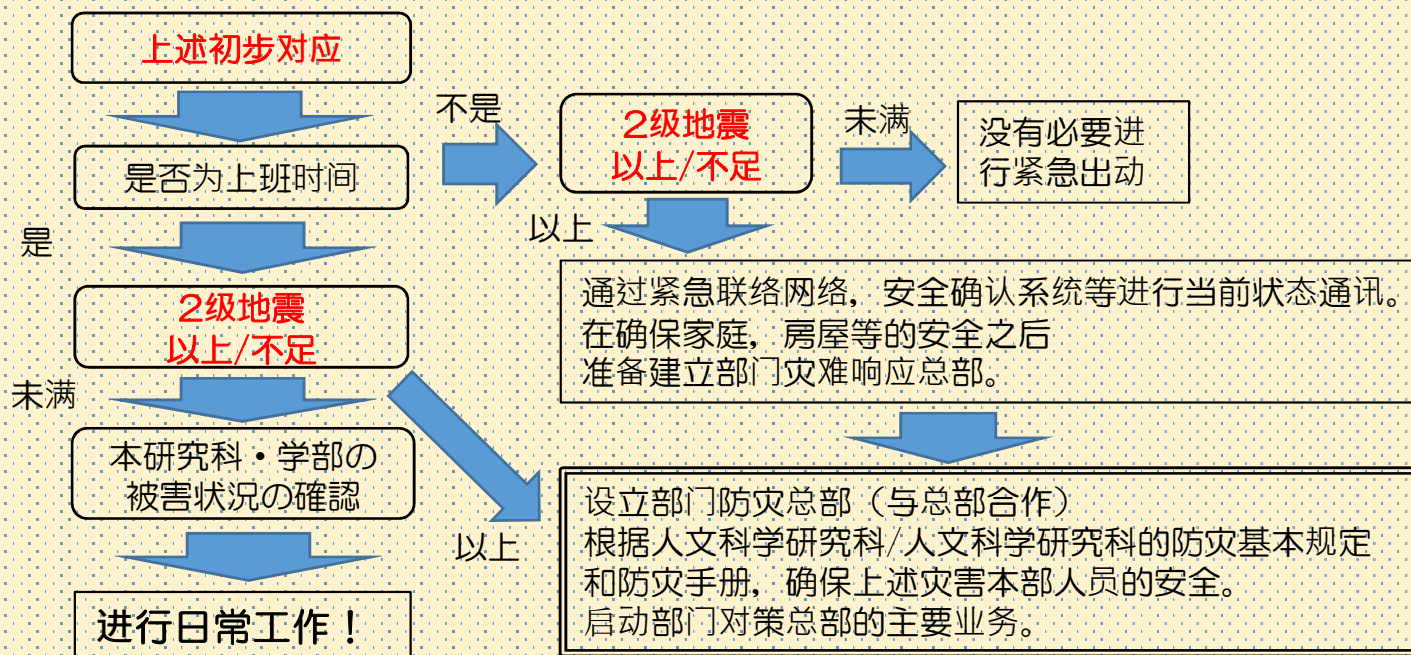 上述初步对应
不是
2级地震
以上/不足
未满
没有必要进
行紧急出动
是否为上班时间
是
以上
2级地震
以上/不足
通过紧急联络网络，安全确认系统等进行当前状态通讯。
在确保家庭，房屋等的安全之后
准备建立部门灾难响应总部。
未满
本研究科・学部の
被害状況の確認
以上
设立部门防灾总部（与总部合作）
根据人文科学研究科/人文科学研究科的防灾基本规定
和防灾手册，确保上述灾害本部人员的安全。
启动部门对策总部的主要业务。
进行日常工作！